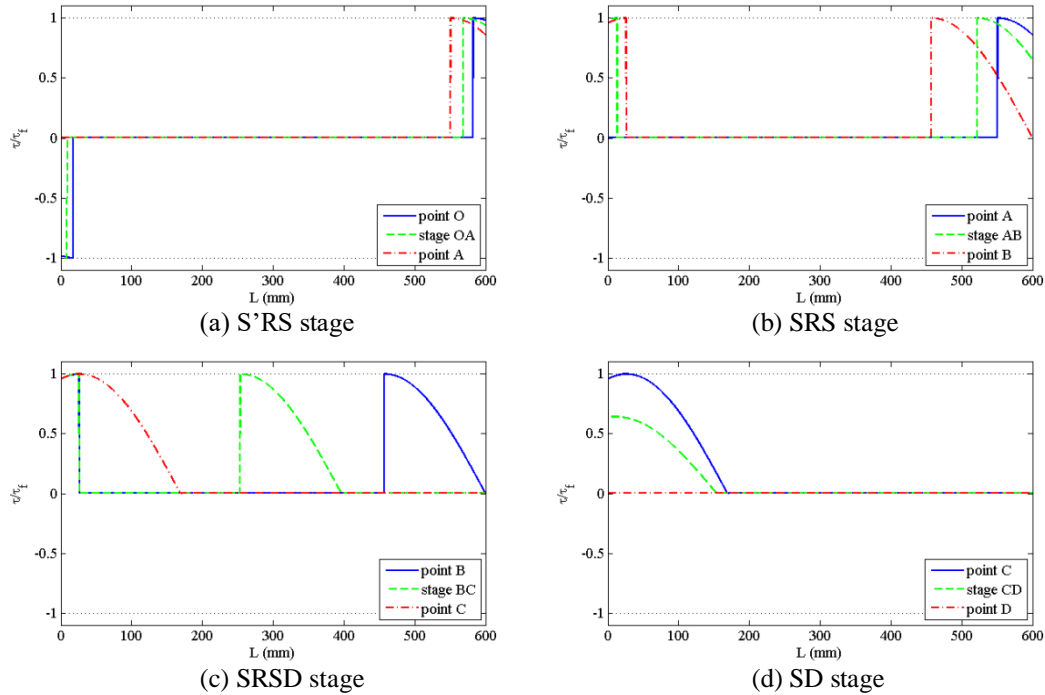 1
0.5
0
-0.5
-1
τ/τf
0 100 200 300 400 500 600
L (mm)
point O
stage OA
point A
(a) S'RS stage
1
0.5
0
-0.5
-1
τ/τf
0 100 200 300 400 500 600
L (mm)
point A
stage AB
point B
(b) SRS stage
1
0.5
0
-0.5
-1
τ/τf
0 100 200 300 400 500 600
L (mm)
point B
stage BC
point C
(c) SRSD stage
1
0.5
0
-0.5
-1
τ/τf
0 100 200 300 400 500 600
L (mm)
point C
stage CD
point D
(d) SD stage